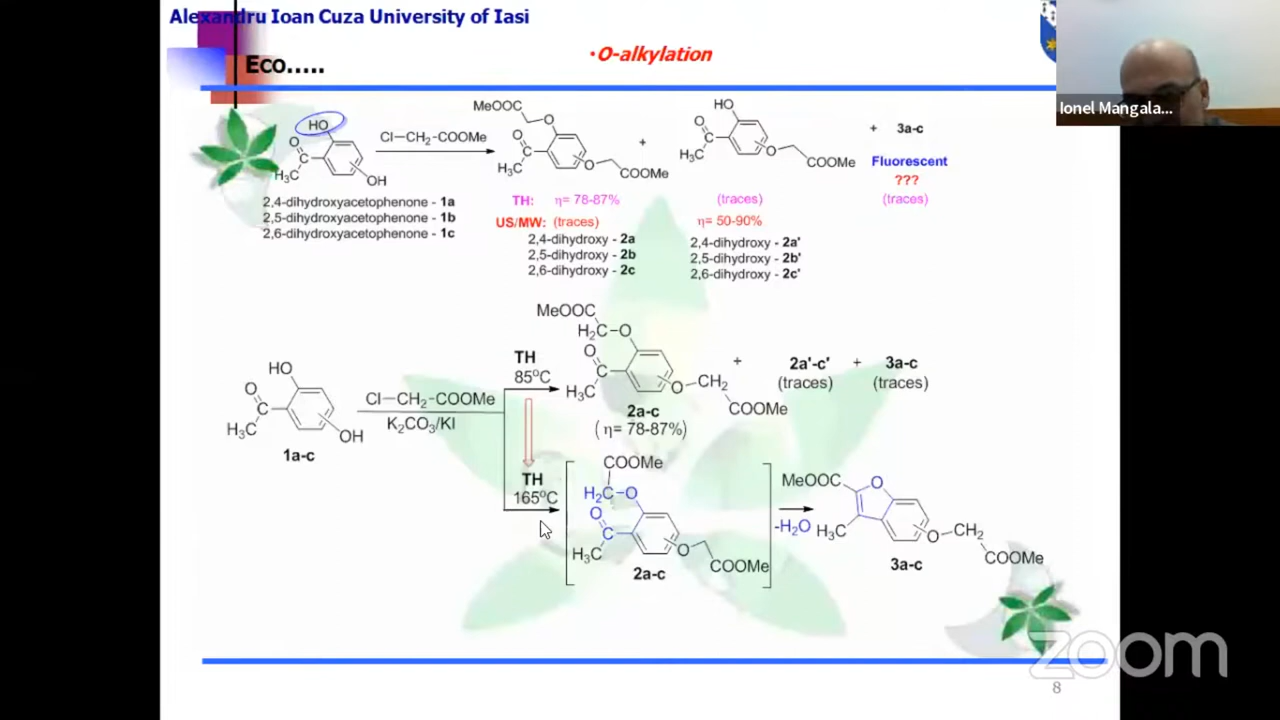 Alexandru Ioan Cuza University of Iasi
Eco.....
•O-alkylation
Ionel Mangala...
HO
O
H₃C
OH
Cl—CH₂-COOMe
MeOOC
O
O
H₃C
O
COOMe
+
HO
O
H₃C
O
COOMe
+ 3a-c
Fluorescent
???
(traces)
2,4-dihydroxyacetophenone - 1a
2,5-dihydroxyacetophenone - 1b
2,6-dihydroxyacetophenone - 1c
TH: η= 78-87%
(traces)
US/MW: (traces)
η= 50-90%
2,4-dihydroxy - 2a
2,5-dihydroxy - 2b
2,6-dihydroxy - 2c
2,4-dihydroxy - 2a'
2,5-dihydroxy - 2b'
2,6-dihydroxy - 2c'
HO
O
H₃C
OH
1a-c
Cl—CH₂-COOMe
K₂CO₃/KI
TH
85°C
MeOOC
H₂C-O
O
H₃C
O-CH₂
COOMe
2a-c
( η= 78-87%)
+ 2a'-c' + 3a-c
(traces) (traces)
TH
165°C
COOMe
H₂C-O
O
H₃C
O
COOMe
2a-c
-H₂O
MeOOC
O
H₃C
O-CH₂
COOMe
3a-c
zoom
8